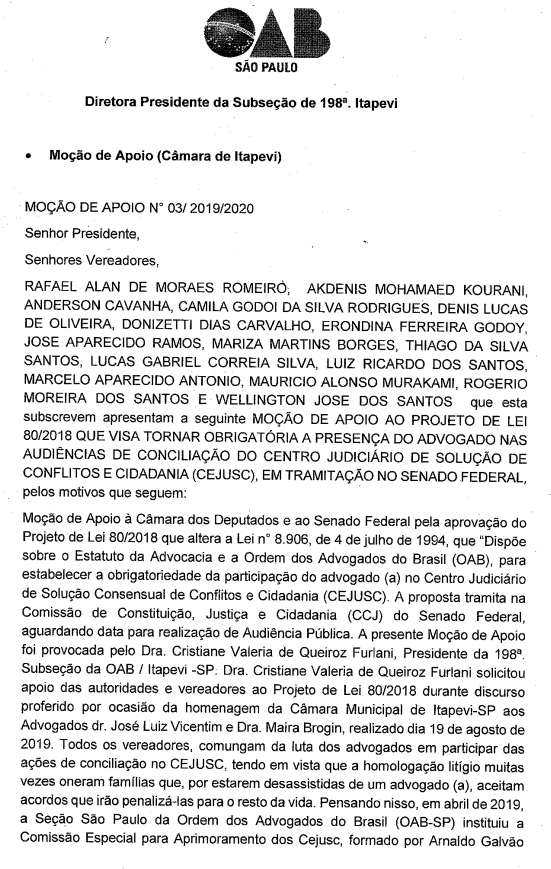 OAB
SÃO PAULO
Diretora Presidente da Subseção de 198ª. Itapevi
• Moção de Apoio (Câmara de Itapevi)
MOÇÃO DE APOIO N° 03/ 2019/2020
Senhor Presidente,
Senhores Vereadores,
RAFAEL ALAN DE MORAES ROMEIRO, AKDENIS MOHAMAED KOURANI,
ANDERSON CAVANHA, CAMILA GODOI DA SILVA RODRIGUES, DENIS LUCAS
DE OLIVEIRA, DONIZETTI DIAS CARVALHO, ERONDINA FERREIRA GODOY,
JOSE APARECIDO RAMOS, MARIZA MARTINS BORGES, THIAGO DA SILVA
SANTOS, LUCAS GABRIEL CORREIA SILVA, LUIZ RICARDO DOS SANTOS,
MARCELO APARECIDO ANTONIO, MAURICIO ALONSO MURAKAMI, ROGERIO
MOREIRA DOS SANTOS E WELLINGTON JOSE DOS SANTOS que esta
subscrevem apresentam a seguinte MOÇÃO DE APOIO AO PROJETO DE LEI
80/2018 QUE VISA TORNAR OBRIGATÓRIA A PRESENÇA DO ADVOGADO NAS
AUDIÊNCIAS DE CONCILIAÇÃO DO CENTRO JUDICIÁRIO DE SOLUÇÃO DE
CONFLITOS E CIDADANIA (CEJUSC), EM TRAMITAÇÃO NO SENADO FEDERAL,
pelos motivos que seguem:
Moção de Apoio à Câmara dos Deputados e ao Senado Federal pela aprovação do
Projeto de Lei 80/2018 que altera a Lei n° 8.906, de 4 de julho de 1994, que “Dispõe
sobre o Estatuto da Advocacia e a Ordem dos Advogados do Brasil (OAB), para
estabelecer a obrigatoriedade da participação do advogado (a) no Centro Judiciário
de Solução Consensual de Conflitos e Cidadania (CEJUSC). A proposta tramita na
Comissão de Constituição, Justiça e Cidadania (CCJ) do Senado Federal,
aguardando data para realização de Audiência Pública. A presente Moção de Apoio
foi provocada pelo Dra. Cristiane Valeria de Queiroz Furlani, Presidente da 198ª.
Subseção da OAB / Itapevi -SP. Dra. Cristiane Valeria de Queiroz Furlani solicitou
apoio das autoridades e vereadores ao Projeto de Lei 80/2018 durante discurso
proferido por ocasião da homenagem da Câmara Municipal de Itapevi-SP aos
Advogados dr. José Luiz Vicentim e Dra. Maira Brogin, realizado dia 19 de agosto de
2019. Todos os vereadores, comungam da luta dos advogados em participar das
ações de conciliação no CEJUSC, tendo em vista que a homologação litígio muitas
vezes oneram famílias que, por estarem desassistidas de um advogado (a), aceitam
acordos que irão penalizá-las para o resto da vida. Pensando nisso, em abril de 2019,
a Seção São Paulo da Ordem dos Advogados do Brasil (OAB-SP) instituiu a
Comissão Especial para Aprimoramento dos Cejusc, formado por Arnaldo Galvão